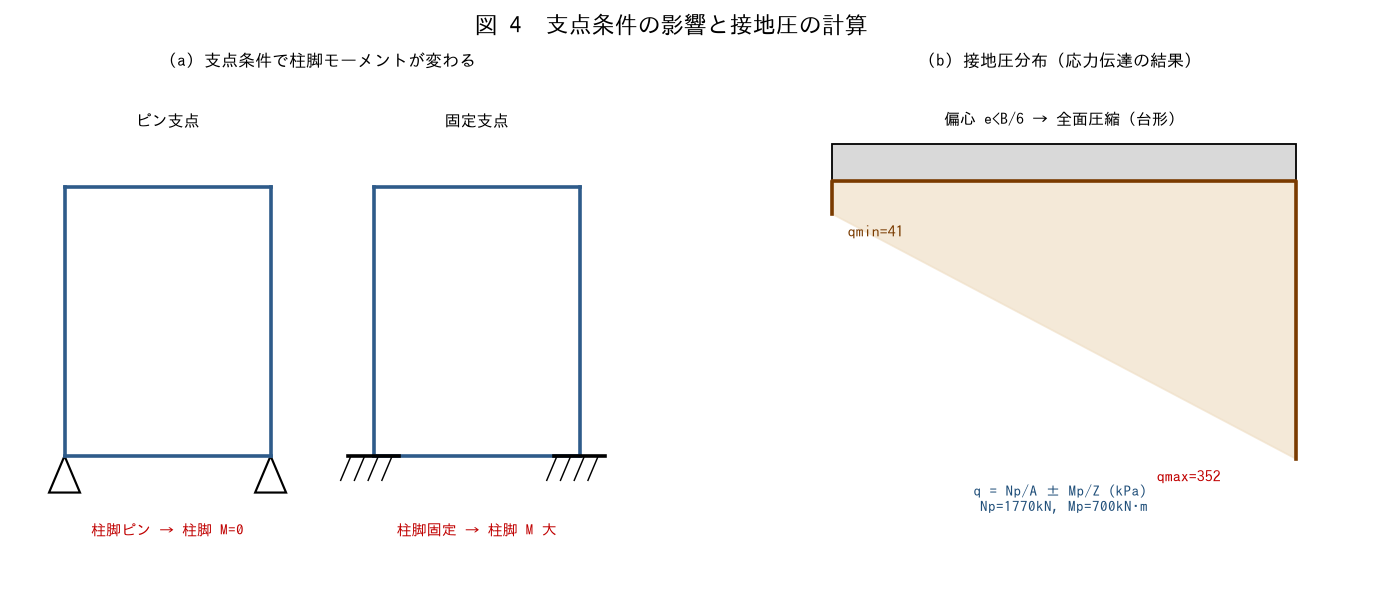 図 4　支点条件の影響と接地圧の計算
(a) 支点条件で柱脚モーメントが変わる
ピン支点
固定支点
柱脚ピン → 柱脚 M=0
柱脚固定 → 柱脚 M 大
(b) 接地圧分布（応力伝達の結果）
偏心 e<B/6 → 全面圧縮（台形）
qmin=41
qmax=352
q = Np/A ± Mp/Z (kPa)
Np=1770kN, Mp=700kN·m